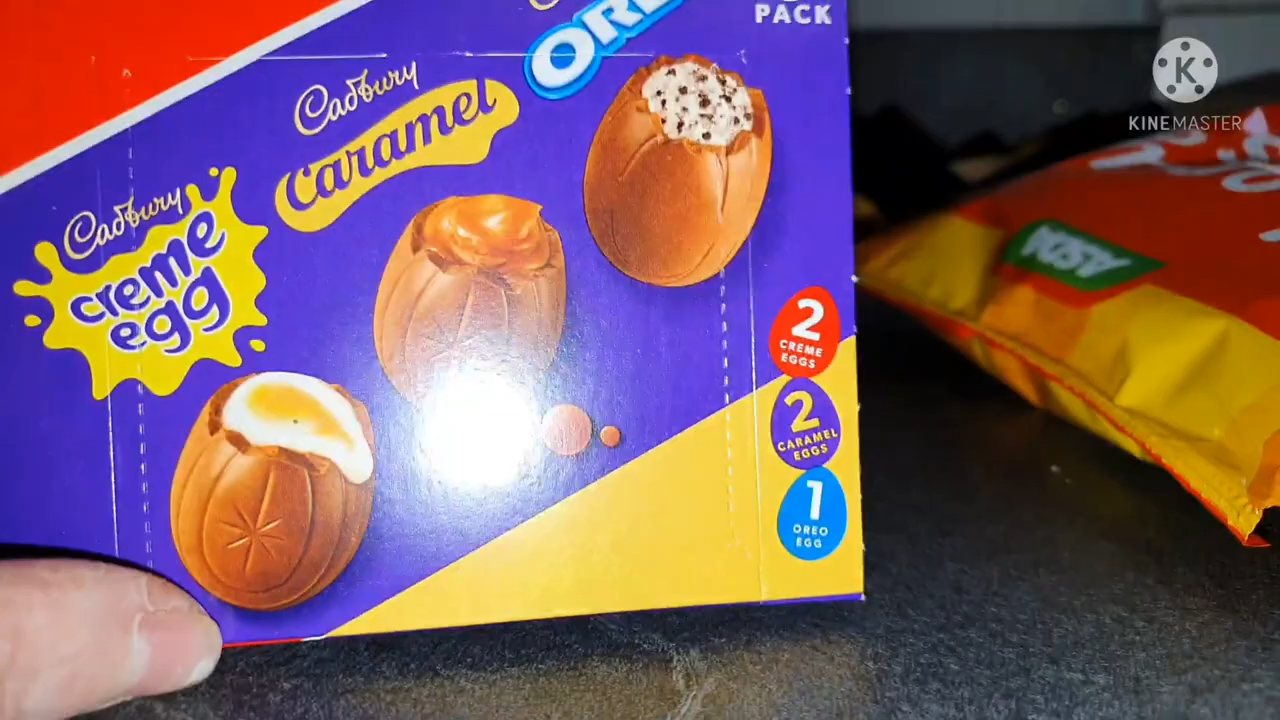 PACK
OREO
Cadbury
caramel
Cadbury
creme
egg
2
CREME
EGGS
2
CARAMEL
EGGS
1
OREO
EGG
ASDA
K
KINEMASTER